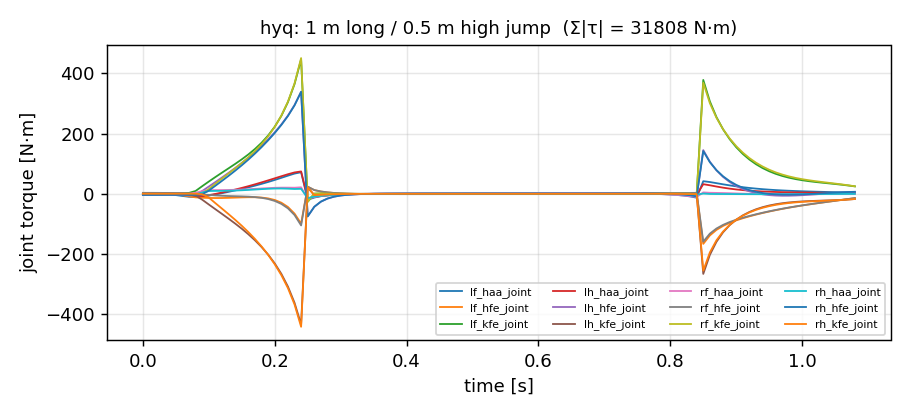 hyq: 1 m long / 0.5 m high jump (Σ|τ| = 31808 N·m)
joint torque [N·m]
400
200
0
−200
−400
lf_haa_joint lh_haa_joint rf_haa_joint rh_haa_joint
lf_hfe_joint lh_hfe_joint rf_hfe_joint rh_hfe_joint
lf_kfe_joint lh_kfe_joint rf_kfe_joint rh_kfe_joint
0.0 0.2 0.4 0.6 0.8 1.0
time [s]